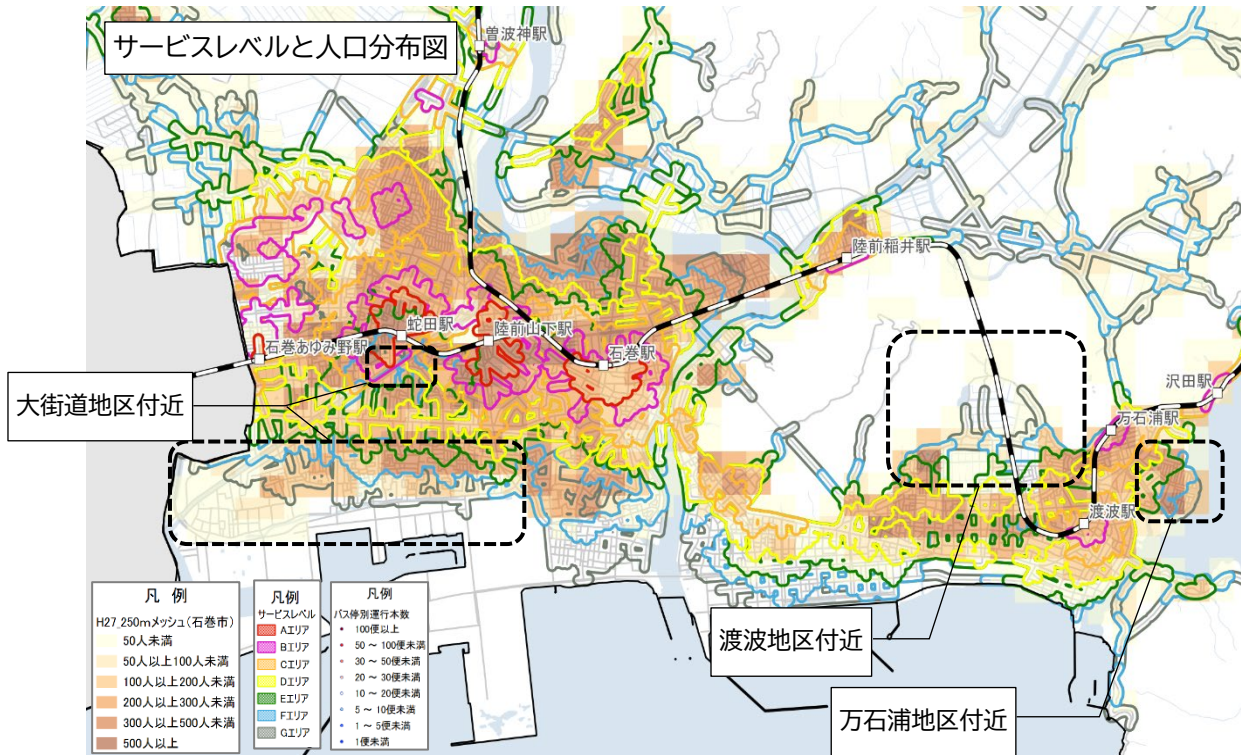 サービスレベルと人口分布図
曽波神駅
陸前稲井駅
蛇田駅
陸前山下駅
石巻あゆみ野駅
石巻駅
沢田駅
万石浦駅
渡波駅
大街道地区付近
渡波地区付近
万石浦地区付近
凡 例
H27_250mメッシュ(石巻市)
50人未満
50人以上100人未満
100人以上200人未満
200人以上300人未満
300人以上500人未満
500人以上
凡例
サービスレベル
Aエリア
Bエリア
Cエリア
Dエリア
Eエリア
Fエリア
Gエリア
凡例
バス停別運行本数
100便以上
50 ～ 100便未満
30 ～ 50便未満
20 ～ 30便未満
10 ～ 20便未満
5 ～ 10便未満
1 ～ 5便未満
1便未満